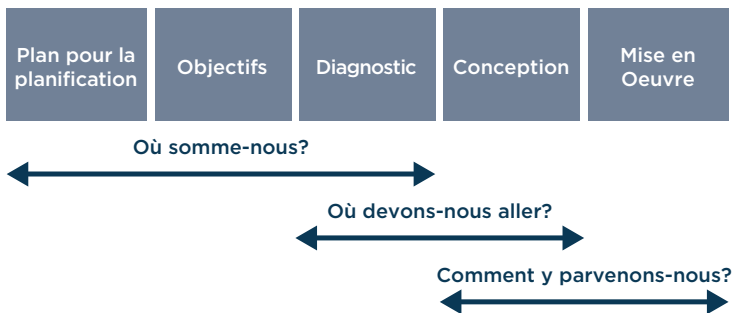 Plan pour la
planification
Objectifs
Diagnostic
Conception
Mise en
Oeuvre
Où somme-nous?
Où devons-nous aller?
Comment y parvenons-nous?